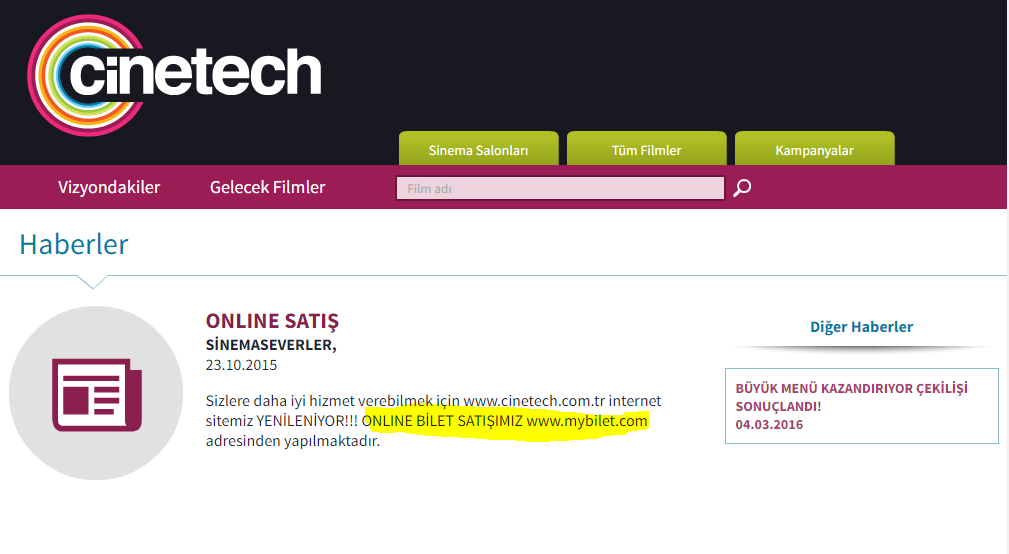 cinetech
Sinema Salonları
Tüm Filmler
Kampanyalar
Vizyondakiler
Gelecek Filmler
Film adı
Haberler
ONLINE SATIŞ
SİNEMASEVERLER,
23.10.2015
Sizlere daha iyi hizmet verebilmek için www.cinetech.com.tr internet
sitemiz YENİLENİYOR!!! ONLINE BİLET SATIŞIMIZ www.mybilet.com
adresinden yapılmaktadır.
Diğer Haberler
BÜYÜK MENÜ KAZANDIRIYOR ÇEKİLİŞİ
SONUÇLANDI!
04.03.2016